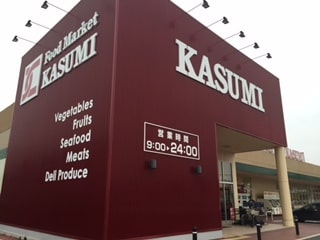 Food Market
KASUMI
Vegetables
Fruits
Seafood
Meats
Deli Produce
KASUMI
営業時間
9:00▶24:00